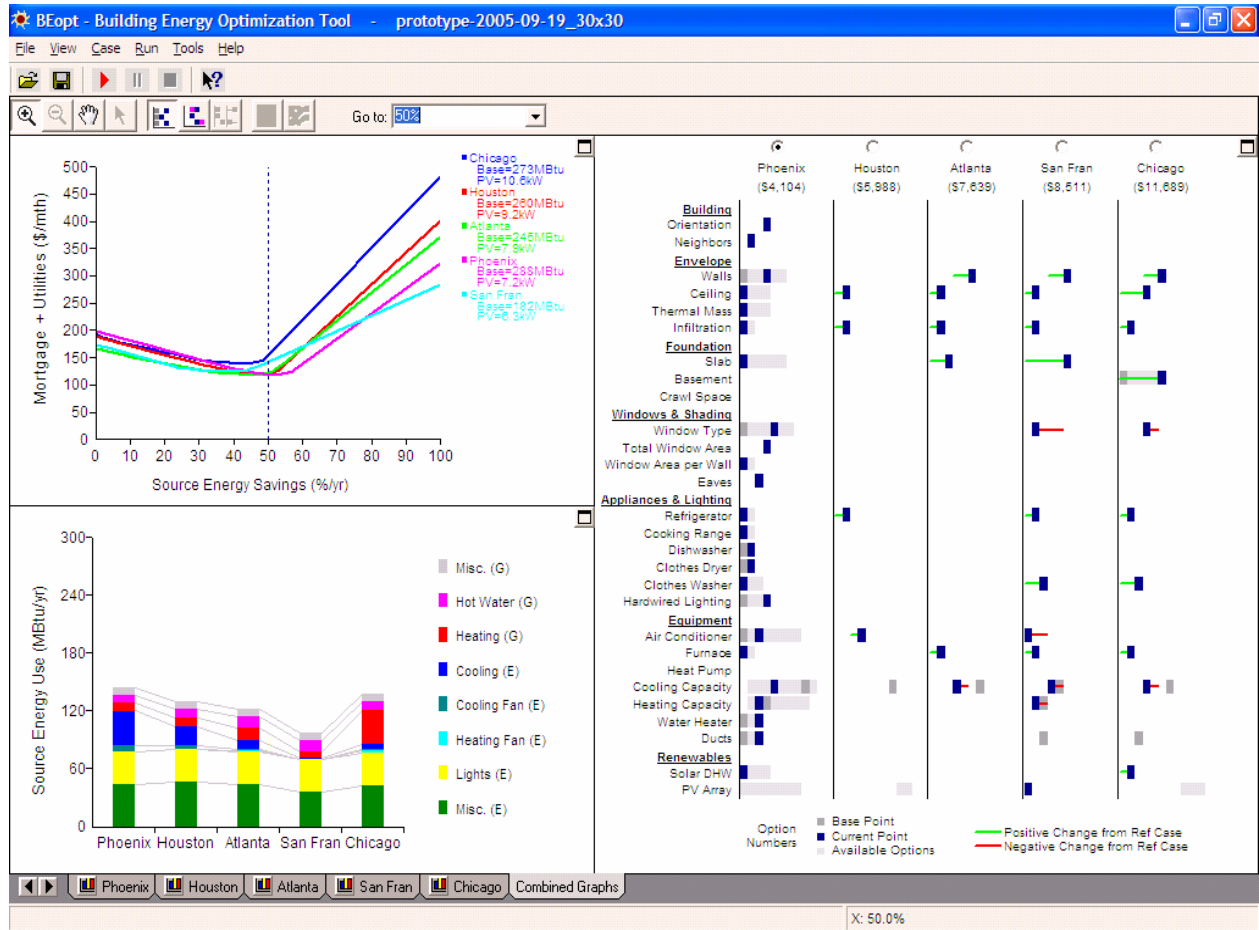 BEopt - Building Energy Optimization Tool - prototype-2005-09-19_30x30
File View Case Run Tools Help
Go to: 50%
500
450
400
350
300
250
200
150
100
50
0
Mortgage + Utilities ($/mth)
0 10 20 30 40 50 60 70 80 90 100
Source Energy Savings (%/yr)
Chicago
Base=273MBtu
PV=10.6kW
Houston
Base=260MBtu
PV=9.2kW
Atlanta
Base=245MBtu
Phoenix
Base=288MBtu
PV=7.2kW
San Fran
Base=182MBtu
PV=6.3kW
300
240
180
120
60
0
Source Energy Use (MBtu/yr)
Phoenix Houston Atlanta San Fran Chicago
Misc. (G)
Hot Water (G)
Heating (G)
Cooling (E)
Cooling Fan (E)
Heating Fan (E)
Lights (E)
Misc. (E)
Phoenix Houston Atlanta San Fran Chicago
($4,104) ($5,988) ($7,639) ($8,511) ($11,689)
Building
Orientation
Neighbors
Envelope
Walls
Ceiling
Thermal Mass
Infiltration
Foundation
Slab
Basement
Crawl Space
Windows & Shading
Window Type
Total Window Area
Window Area per Wall
Eaves
Appliances & Lighting
Refrigerator
Cooking Range
Dishwasher
Clothes Dryer
Clothes Washer
Hardwired Lighting
Equipment
Air Conditioner
Furnace
Heat Pump
Cooling Capacity
Heating Capacity
Water Heater
Ducts
Renewables
Solar DHW
PV Array
Option Numbers
Base Point
Current Point
Available Options
Positive Change from Ref Case
Negative Change from Ref Case
Phoenix Houston Atlanta San Fran Chicago Combined Graphs
X: 50.0%